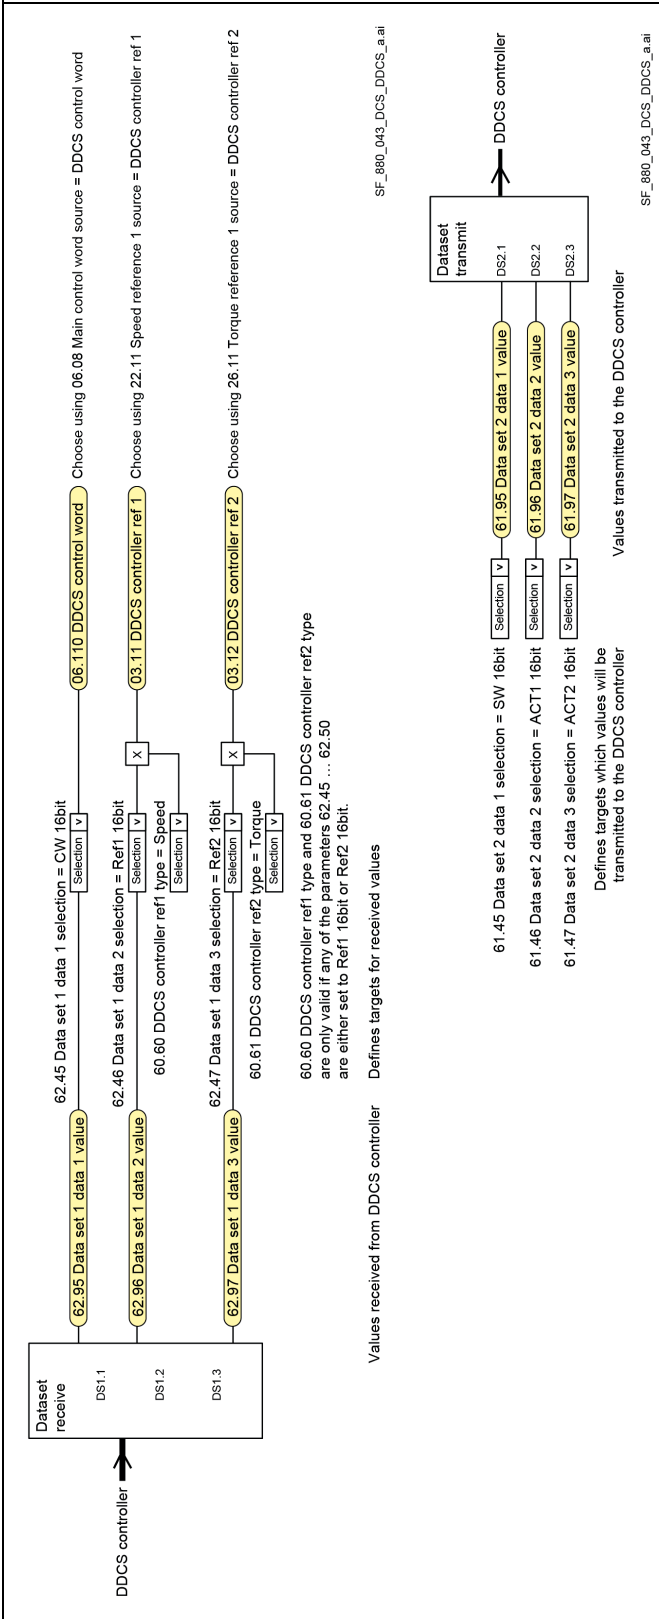 DDCS controller
Dataset
receive
DS1.1
DS1.2
DS1.3
62.95 Data set 1 data 1 value
62.45 Data set 1 data 1 selection = CW 16bit
Selection v
06.110 DDCS control word
Choose using 06.08 Main control word source = DDCS control word
62.96 Data set 1 data 2 value
62.46 Data set 1 data 2 selection = Ref1 16bit
Selection v
X
03.11 DDCS controller ref 1
Choose using 22.11 Speed reference 1 source = DDCS controller ref 1
60.60 DDCS controller ref1 type = Speed
Selection v
62.97 Data set 1 data 3 value
62.47 Data set 1 data 3 selection = Ref2 16bit
Selection v
X
03.12 DDCS controller ref 2
Choose using 26.11 Torque reference 1 source = DDCS controller ref 2
60.61 DDCS controller ref2 type = Torque
Selection v
60.60 DDCS controller ref1 type and 60.61 DDCS controller ref2 type
are only valid if any of the parameters 62.45 ... 62.50
are either set to Ref1 16bit or Ref2 16bit.
Values received from DDCS controller
Defines targets for received values
SF_880_043_DCS_DDCS_a.ai
Dataset
transmit
DS2.1
DS2.2
DS2.3
DDCS controller
61.45 Data set 2 data 1 selection = SW 16bit
Selection v
61.95 Data set 2 data 1 value
61.46 Data set 2 data 2 selection = ACT1 16bit
Selection v
61.96 Data set 2 data 2 value
61.47 Data set 2 data 3 selection = ACT2 16bit
Selection v
61.97 Data set 2 data 3 value
Defines targets which values will be
transmitted to the DDCS controller
Values transmitted to the DDCS controller
SF_880_043_DCS_DDCS_a.ai